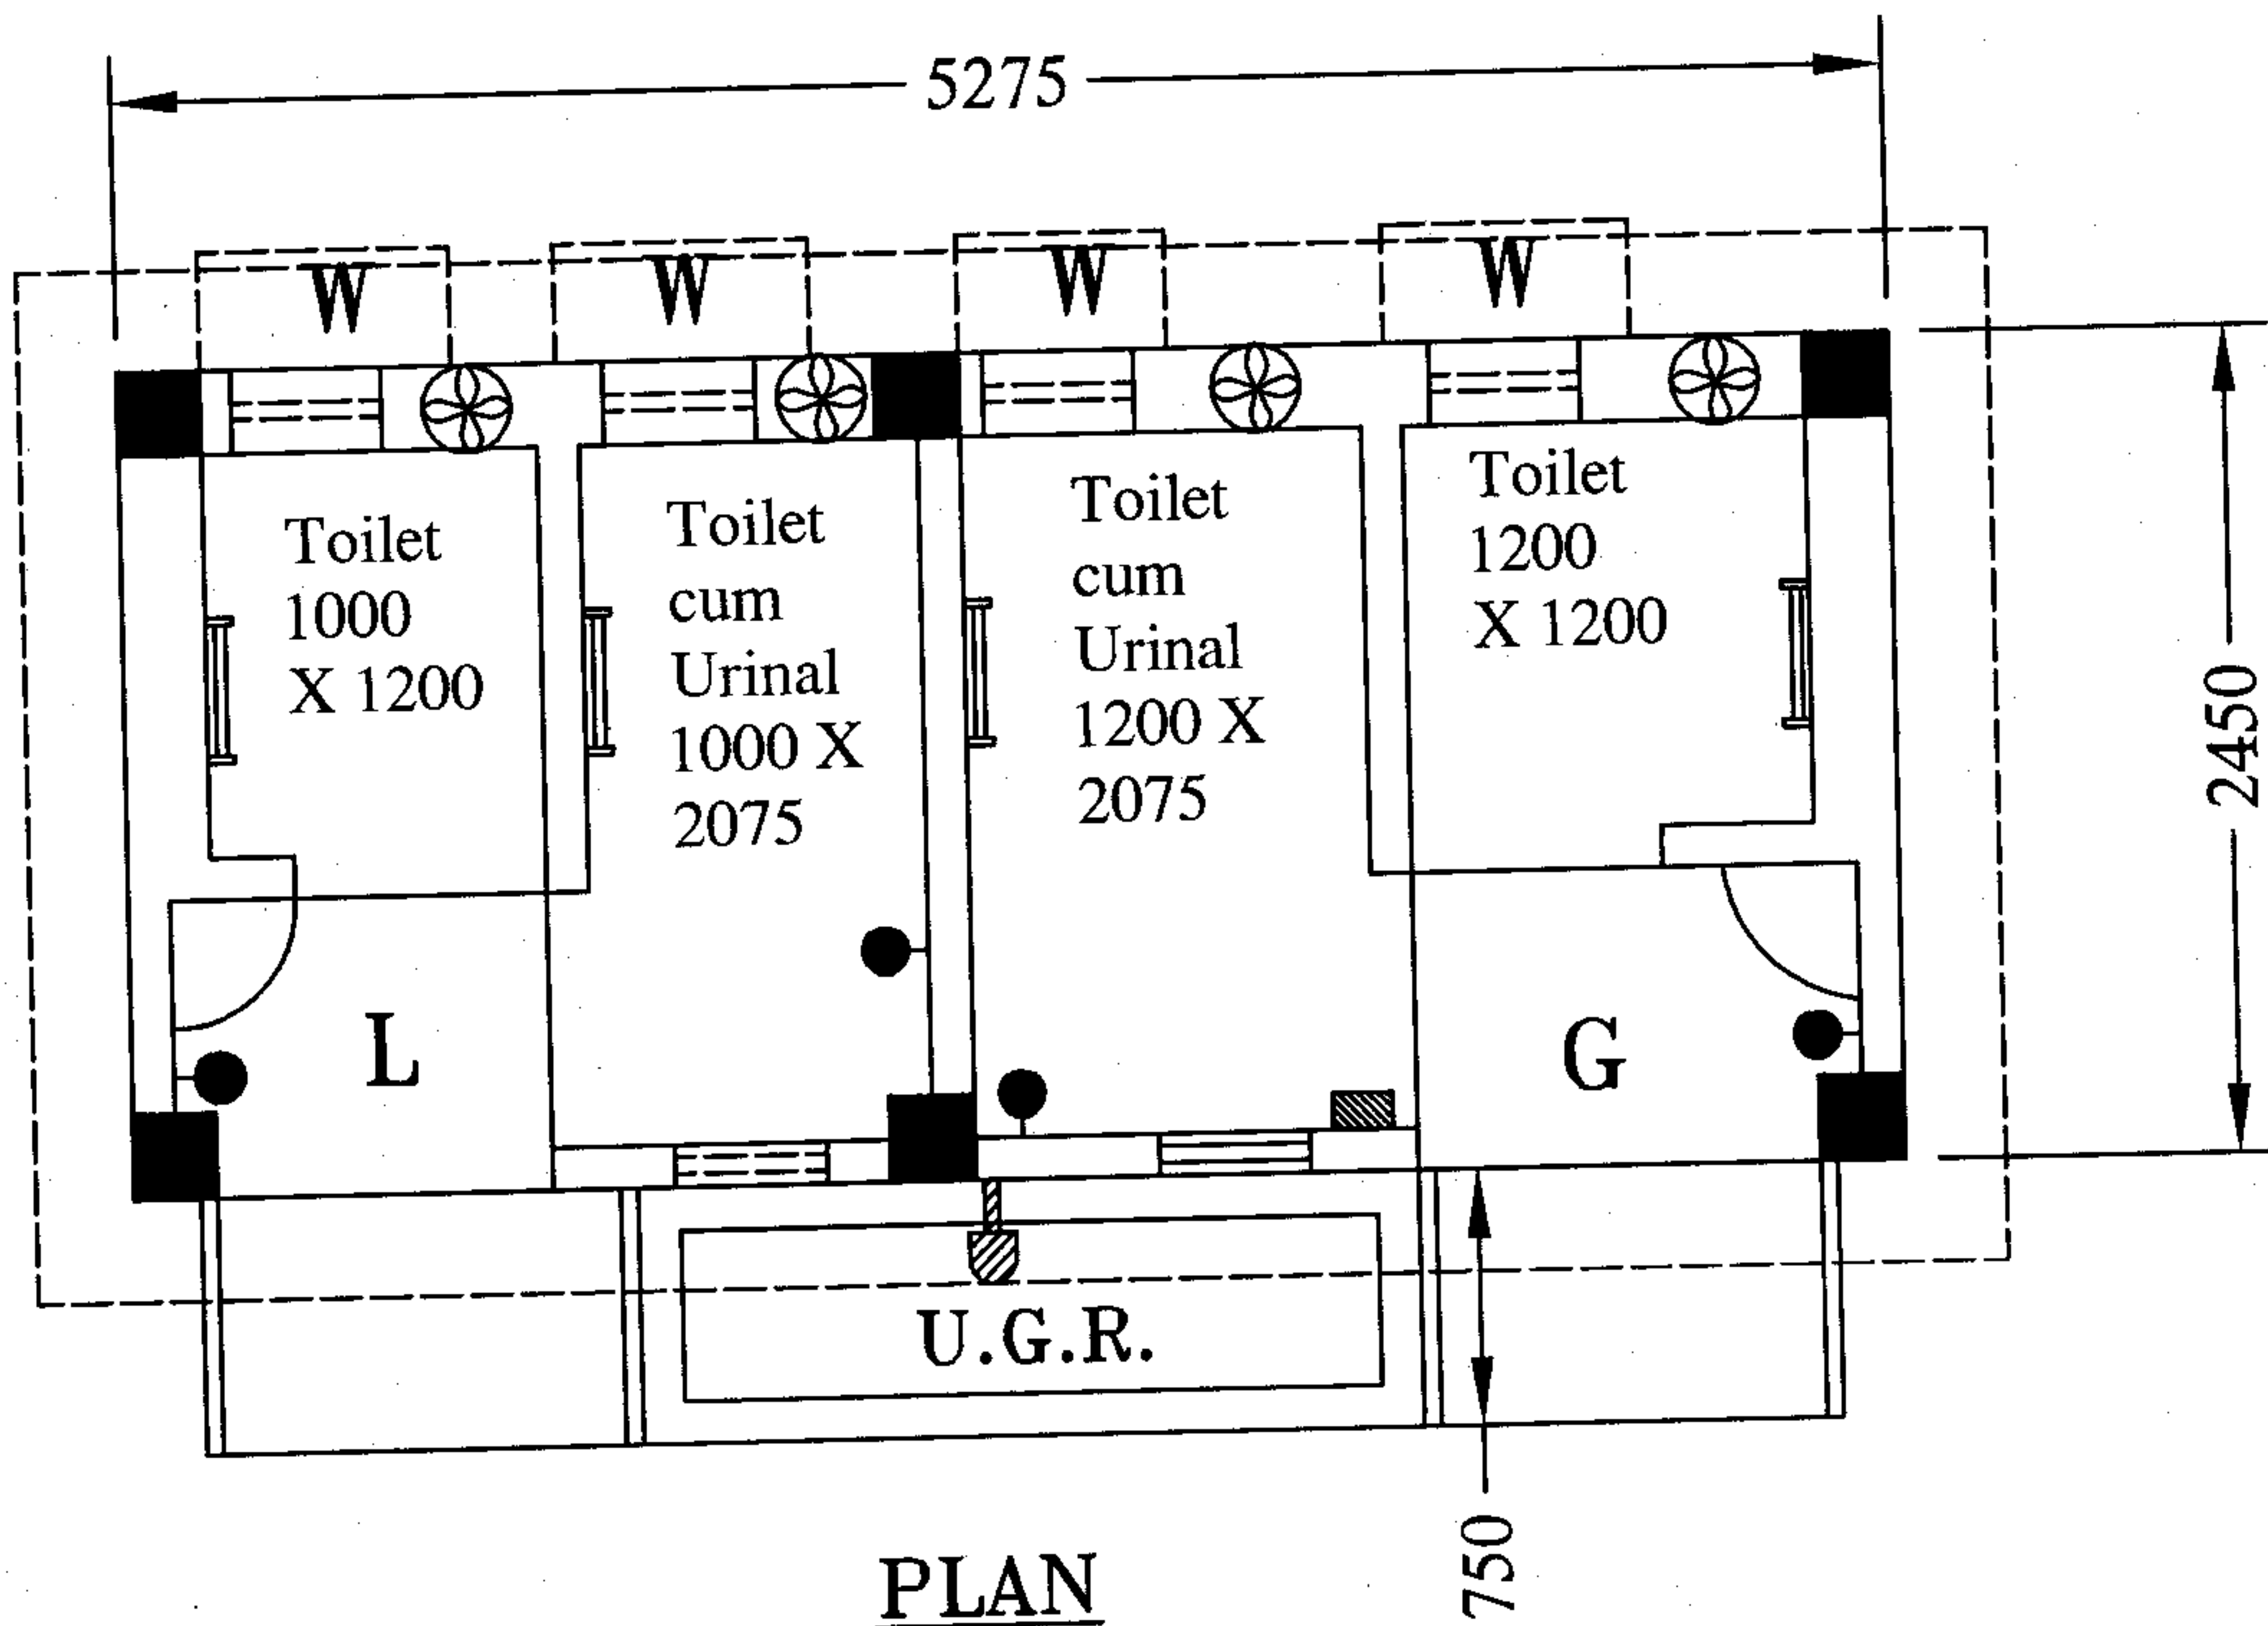 5275
W
W
W
W
Toilet
1000
X 1200
Toilet
cum
Urinal
1000 X
2075
Toilet
cum
Urinal
1200 X
2075
Toilet
1200
X 1200
2450
L
G
U.G.R.
750
PLAN